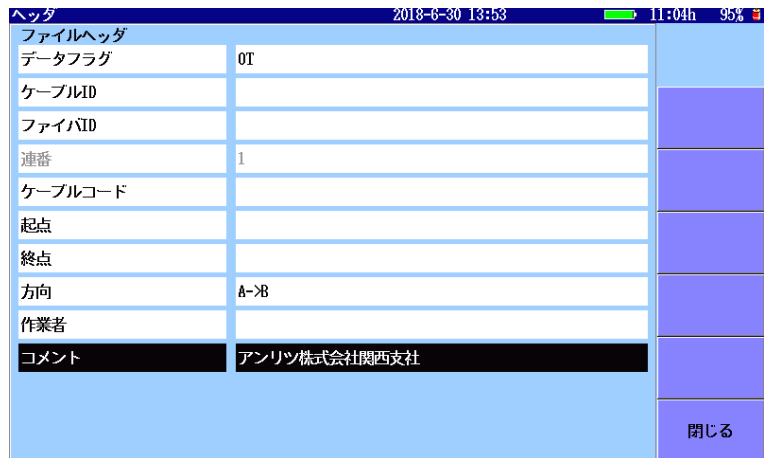 ヘッダ 2018-6-30 13:53 11:04h 95%
ファイルヘッダ
データフラグ OT
ケーブルID
ファイバID
連番 1
ケーブルコード
起点
終点
方向 A->B
作業者
コメント アンリツ株式会社関西支社
閉じる